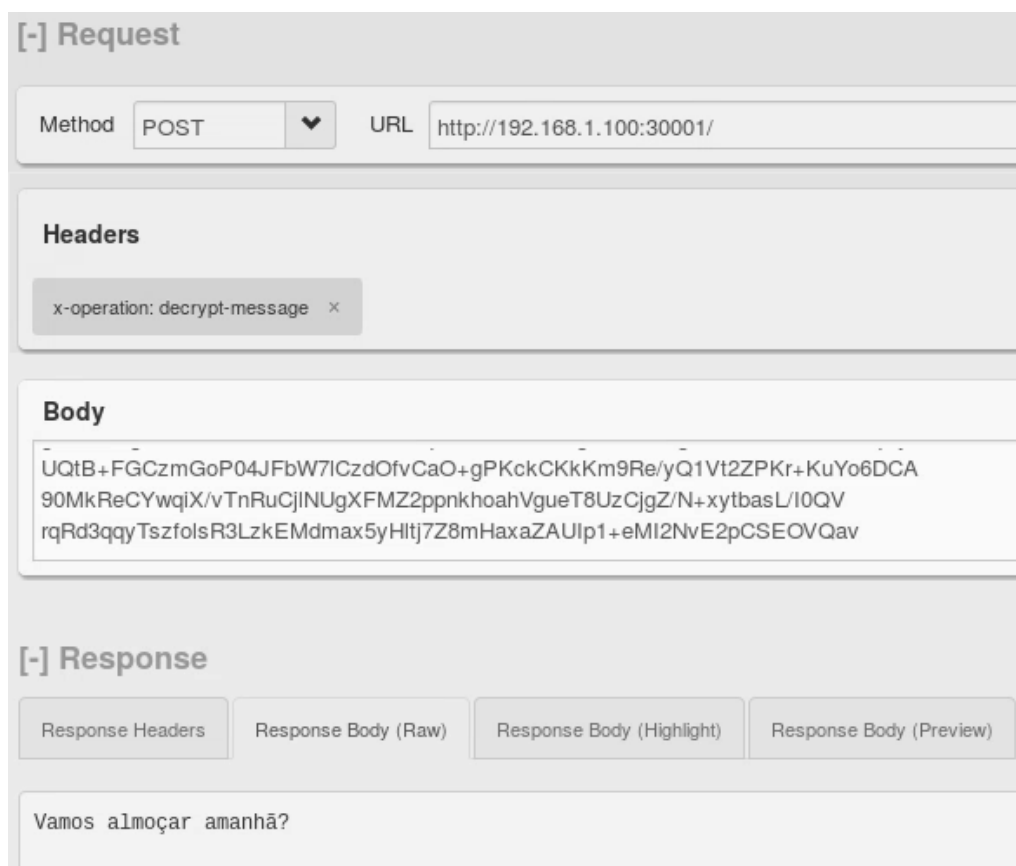 [-] Request
Method POST URL http://192.168.1.100:30001/
Headers
x-operation: decrypt-message ×
Body
UQtB+FGCzmGoP04JFbW7lCzdOfvCaO+gPKckCKkKm9Re/yQ1Vt2ZPKr+KuYo6DCA
90MkReCYwqiX/vTnRuCjlNUgXFMZ2ppnkhoahVgueT8UzCjgZ/N+xytbasL/I0QV
rqRd3qqyTszfolsR3LzkEMdmax5yHltj7Z8mHaxaZAUlp1+eMI2NvE2pCSEOVQav
[-] Response
Response Headers Response Body (Raw) Response Body (Highlight) Response Body (Preview)
Vamos almoçar amanhã?